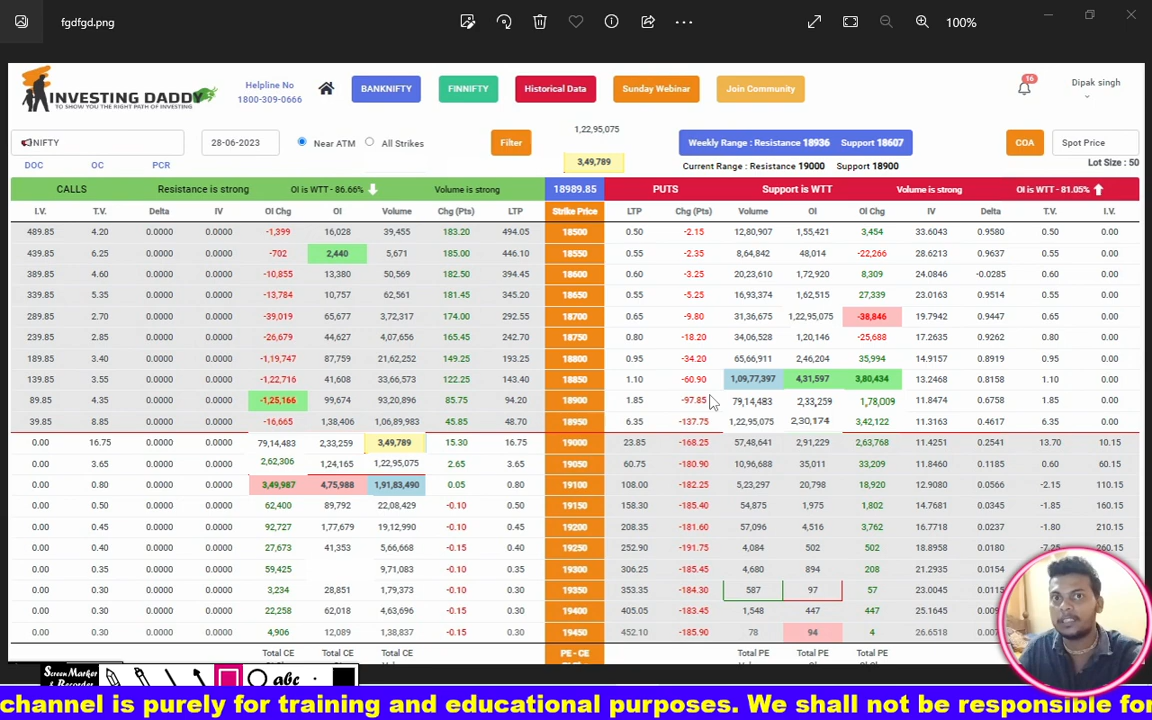 fgdfgd.png
100%
INVESTING DADDY
TO SHOW YOU THE RIGHT PATH OF INVESTING
Helpline No
1800-309-0666
BANKNIFTY
FINNIFTY
Historical Data
Sunday Webinar
Join Community
16
Dipak singh
NIFTY
28-06-2023
Near ATM
All Strikes
Filter
1,22,95,075
3,49,789
Weekly Range : Resistance 18936 Support 18607
Current Range : Resistance 19000 Support 18900
COA
Spot Price
Lot Size : 50
DOC OC PCR
CALLS Resistance is strong OI is WTT - 86.66% Volume is strong 18989.85 PUTS Support is WTT Volume is strong OI is WTT - 81.05%
I.V. T.V. Delta IV OI Chg OI Volume Chg (Pts) LTP Strike Price LTP Chg (Pts) Volume OI OI Chg IV Delta T.V. I.V.
489.85 4.20 0.0000 0.0000 -1,399 16,028 39,455 183.20 494.05 18500 0.50 -2.15 12,80,907 1,55,421 3,454 33.6043 0.9580 0.50 0.00
439.85 6.25 0.0000 0.0000 -702 2,440 5,671 185.00 446.10 18550 0.55 -2.35 8,64,842 48,014 -22,266 28.6213 0.9637 0.55 0.00
389.85 4.60 0.0000 0.0000 -10,855 13,380 50,569 182.50 394.45 18600 0.60 -3.25 20,23,610 1,72,920 8,309 24.0846 -0.0285 0.60 0.00
339.85 5.35 0.0000 0.0000 -13,784 10,757 62,561 181.45 345.20 18650 0.55 -5.25 16,93,374 1,62,515 27,339 23.0163 0.9514 0.55 0.00
289.85 2.70 0.0000 0.0000 -39,019 65,677 3,72,317 174.00 292.55 18700 0.65 -9.80 31,36,675 1,22,95,075 -38,846 19.7942 0.9447 0.65 0.00
239.85 2.85 0.0000 0.0000 -26,679 44,627 4,07,656 165.45 242.70 18750 0.80 -18.20 34,06,528 1,20,146 -25,688 17.2635 0.9262 0.80 0.00
189.85 3.40 0.0000 0.0000 -1,19,747 87,759 21,62,252 149.25 193.25 18800 0.95 -34.20 65,66,911 2,46,204 35,994 14.9157 0.8919 0.95 0.00
139.85 3.55 0.0000 0.0000 -1,22,716 41,608 33,66,573 122.25 143.40 18850 1.10 -60.90 1,09,77,397 4,31,597 3,80,434 13.2468 0.8158 1.10 0.00
89.85 4.35 0.0000 0.0000 -1,25,166 99,674 93,20,896 85.75 94.20 18900 1.85 -97.85 79,14,483 2,33,259 1,78,009 11.8474 0.6758 1.85 0.00
39.85 8.85 0.0000 0.0000 -16,665 1,38,406 1,06,89,983 45.85 48.70 18950 6.35 -137.75 1,22,95,075 2,30,174 3,42,122 11.3163 0.4617 6.35 0.00
0.00 16.75 0.0000 0.0000 79,14,483 2,33,259 3,49,789 15.30 16.75 19000 23.85 -168.25 57,48,641 2,91,229 2,63,768 11.4251 0.2541 13.70 10.15
0.00 3.65 0.0000 0.0000 2,62,306 1,24,165 1,22,95,075 2.65 3.65 19050 60.75 -180.90 10,96,688 35,011 33,209 11.8460 0.1185 0.60 60.15
0.00 0.80 0.0000 0.0000 3,49,987 4,75,988 1,91,83,490 0.05 0.80 19100 108.00 -182.25 5,23,297 20,798 18,920 12.9080 0.0566 -2.15 110.15
0.00 0.50 0.0000 0.0000 62,400 89,792 22,08,429 -0.10 0.50 19150 158.30 -185.40 54,875 1,975 1,802 14.7681 0.0345 -1.85 160.15
0.00 0.45 0.0000 0.0000 92,727 1,77,679 19,12,990 -0.10 0.45 19200 208.35 -181.60 57,096 4,516 3,762 16.7718 0.0237 -1.80 210.15
0.00 0.40 0.0000 0.0000 27,673 41,353 5,66,668 -0.15 0.40 19250 252.90 -191.75 4,084 502 502 18.8958 0.0180 260.15
0.00 0.35 0.0000 0.0000 59,425 9,71,083 -0.10 0.35 19300 306.25 -185.45 4,680 894 208 21.2935 0.0154
0.00 0.30 0.0000 0.0000 3,234 28,851 1,79,373 -0.10 0.30 19350 353.35 -184.30 587 97 57 23.0045 0.0115
0.00 0.30 0.0000 0.0000 22,258 62,018 4,63,696 -0.15 0.30 19400 405.05 -183.45 1,548 447 447 25.1645
0.00 0.30 0.0000 0.0000 4,906 12,089 1,38,837 -0.15 0.30 19450 452.10 -185.90 78 94 4 26.6518
Total CE Total CE Total CE PE - CE Total PE Total PE Total PE
Screen Marker
abc
channel is purely for training and educational purposes. We shall not be responsible for